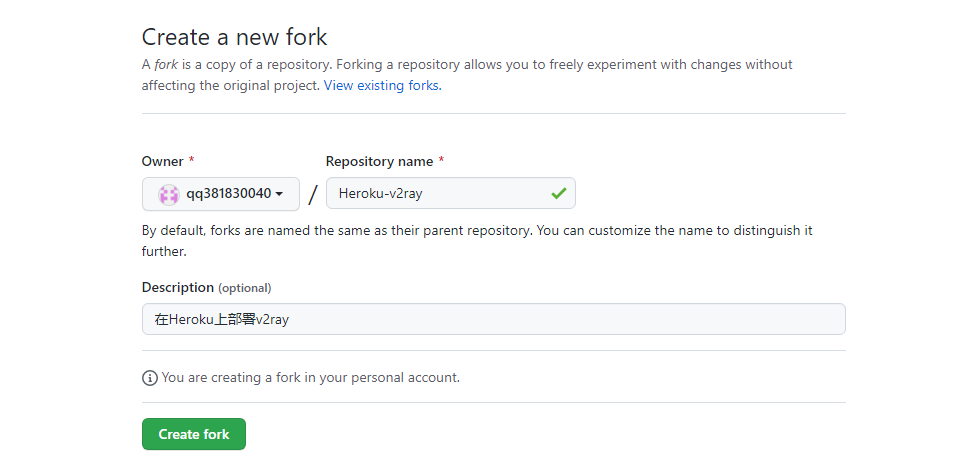 Create a new fork
A fork is a copy of a repository. Forking a repository allows you to freely experiment with changes without
affecting the original project. View existing forks.
Owner * Repository name *
qq381830040 / Heroku-v2ray
By default, forks are named the same as their parent repository. You can customize the name to distinguish it
further.
Description (optional)
在Heroku上部署v2ray
You are creating a fork in your personal account.
Create fork